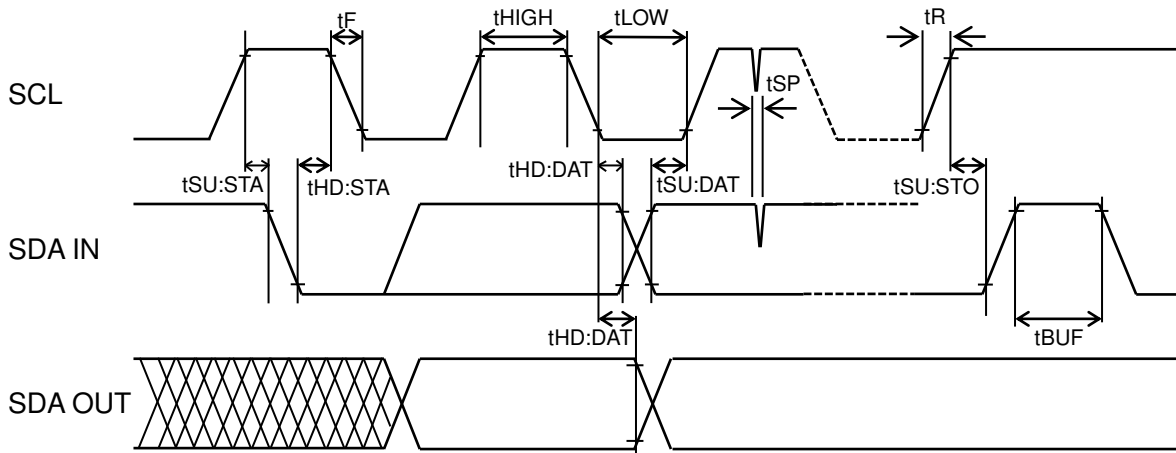 tF
tHIGH
tLOW
tR
SCL
tSP
tSU:STA
tHD:STA
tHD:DAT
tSU:DAT
tSU:STO
SDA IN
tHD:DAT
tBUF
SDA OUT